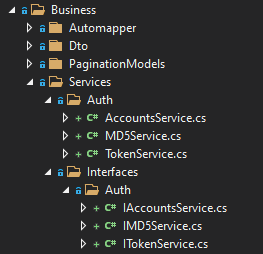 Business
Automapper
Dto
PaginationModels
Services
Auth
C# AccountsService.cs
C# MD5Service.cs
C# TokenService.cs
Interfaces
Auth
C# IAccountsService.cs
C# IMD5Service.cs
C# ITokenService.cs